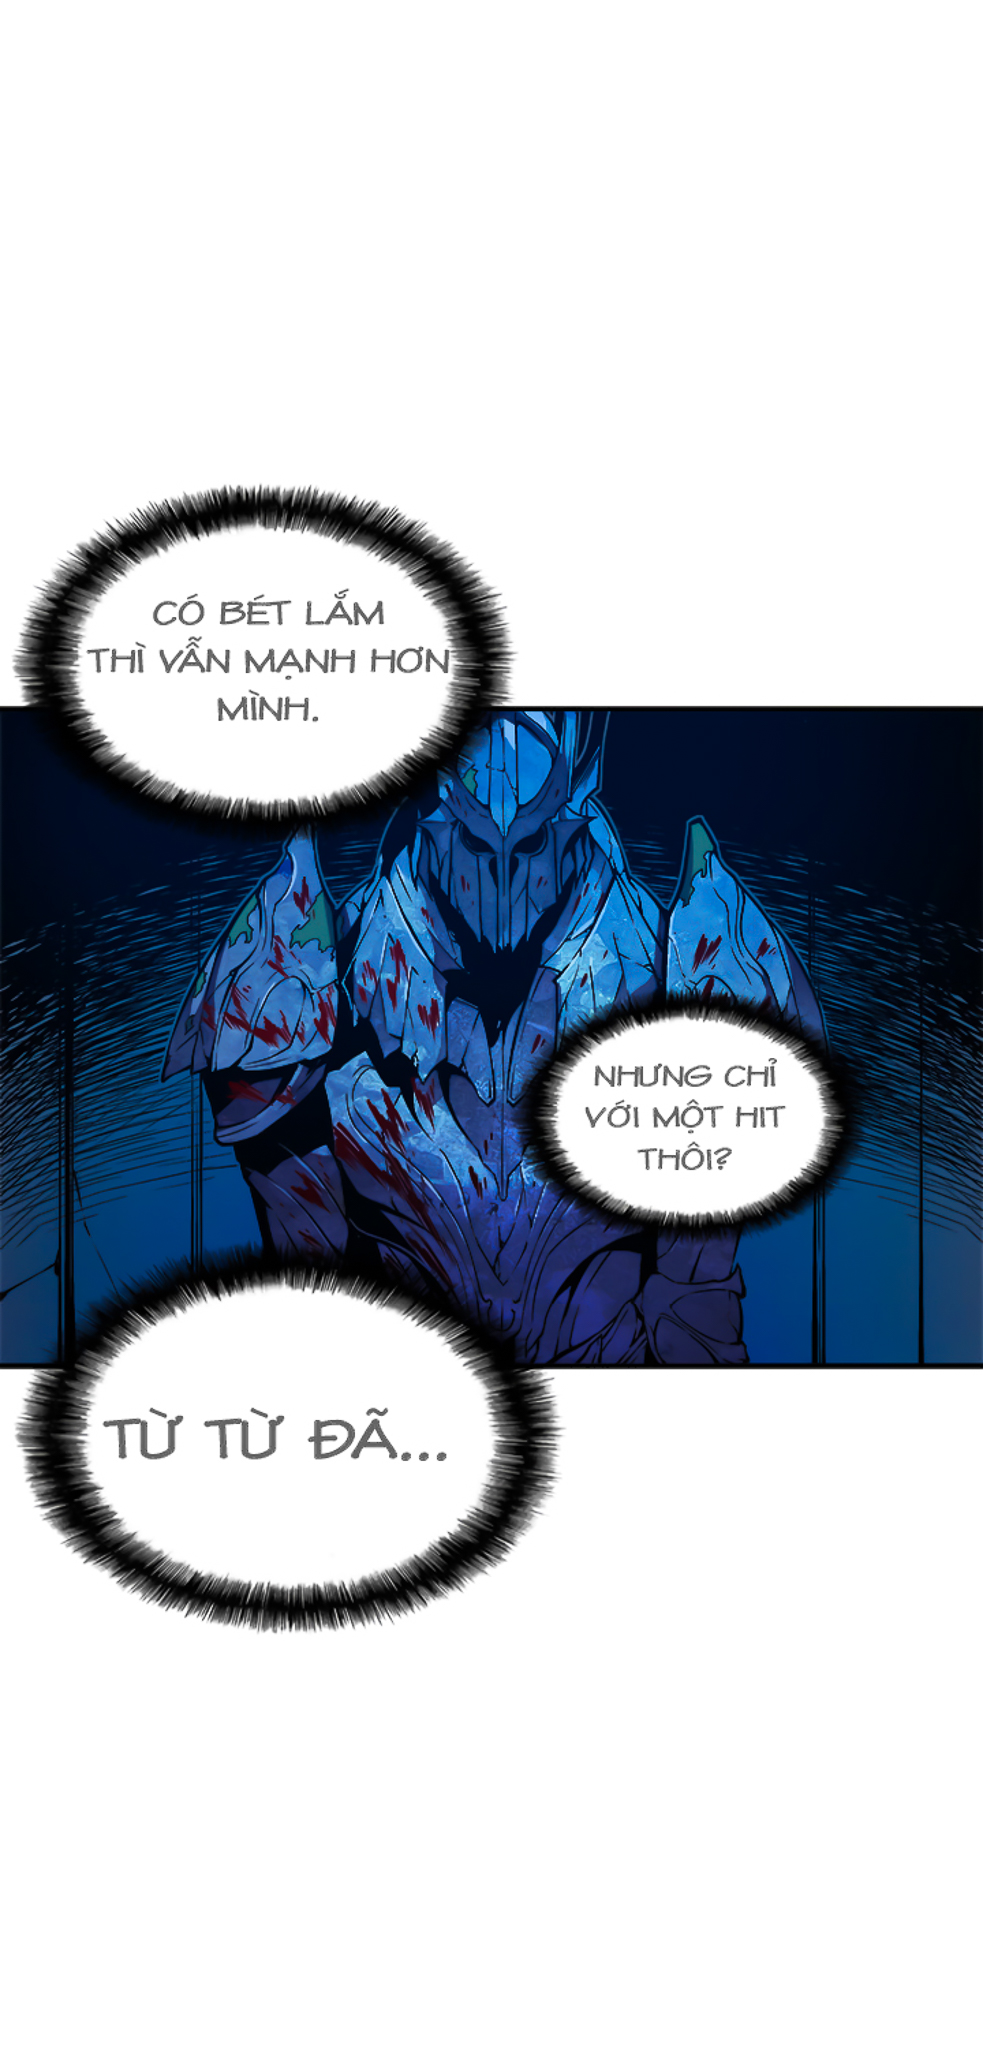 CÓ BÉT LẮM
THÌ VẪN MẠNH HƠN
MÌNH.
NHƯNG CHỈ
VỚI MỘT HIT
THÔI?
TỪ TỪ ĐÃ...